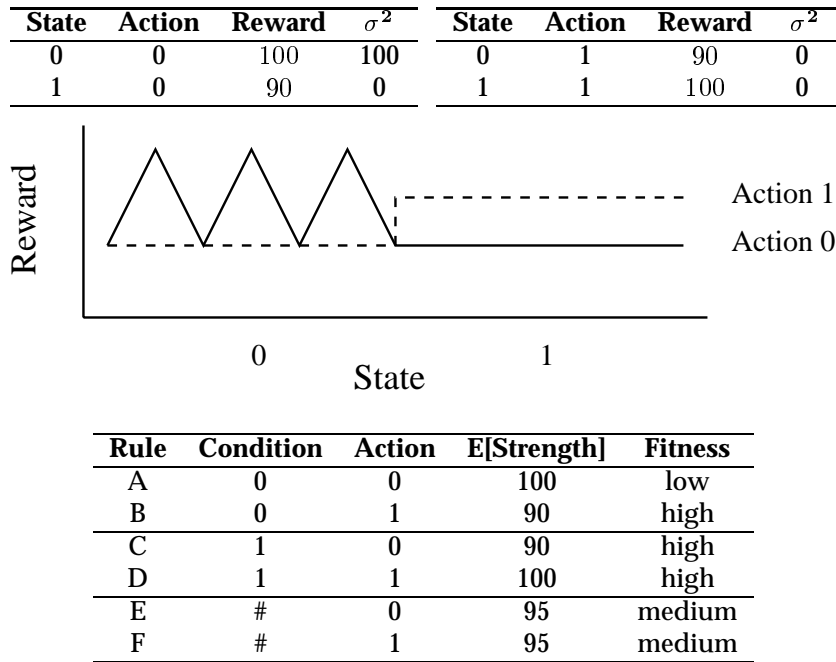 State Action Reward σ² State Action Reward σ²
0 0 100 100 0 1 90 0
1 0 90 0 1 1 100 0
Reward
Action 1
Action 0
0 1
State
Rule Condition Action E[Strength] Fitness
A 0 0 100 low
B 0 1 90 high
C 1 0 90 high
D 1 1 100 high
E # 0 95 medium
F # 1 95 medium